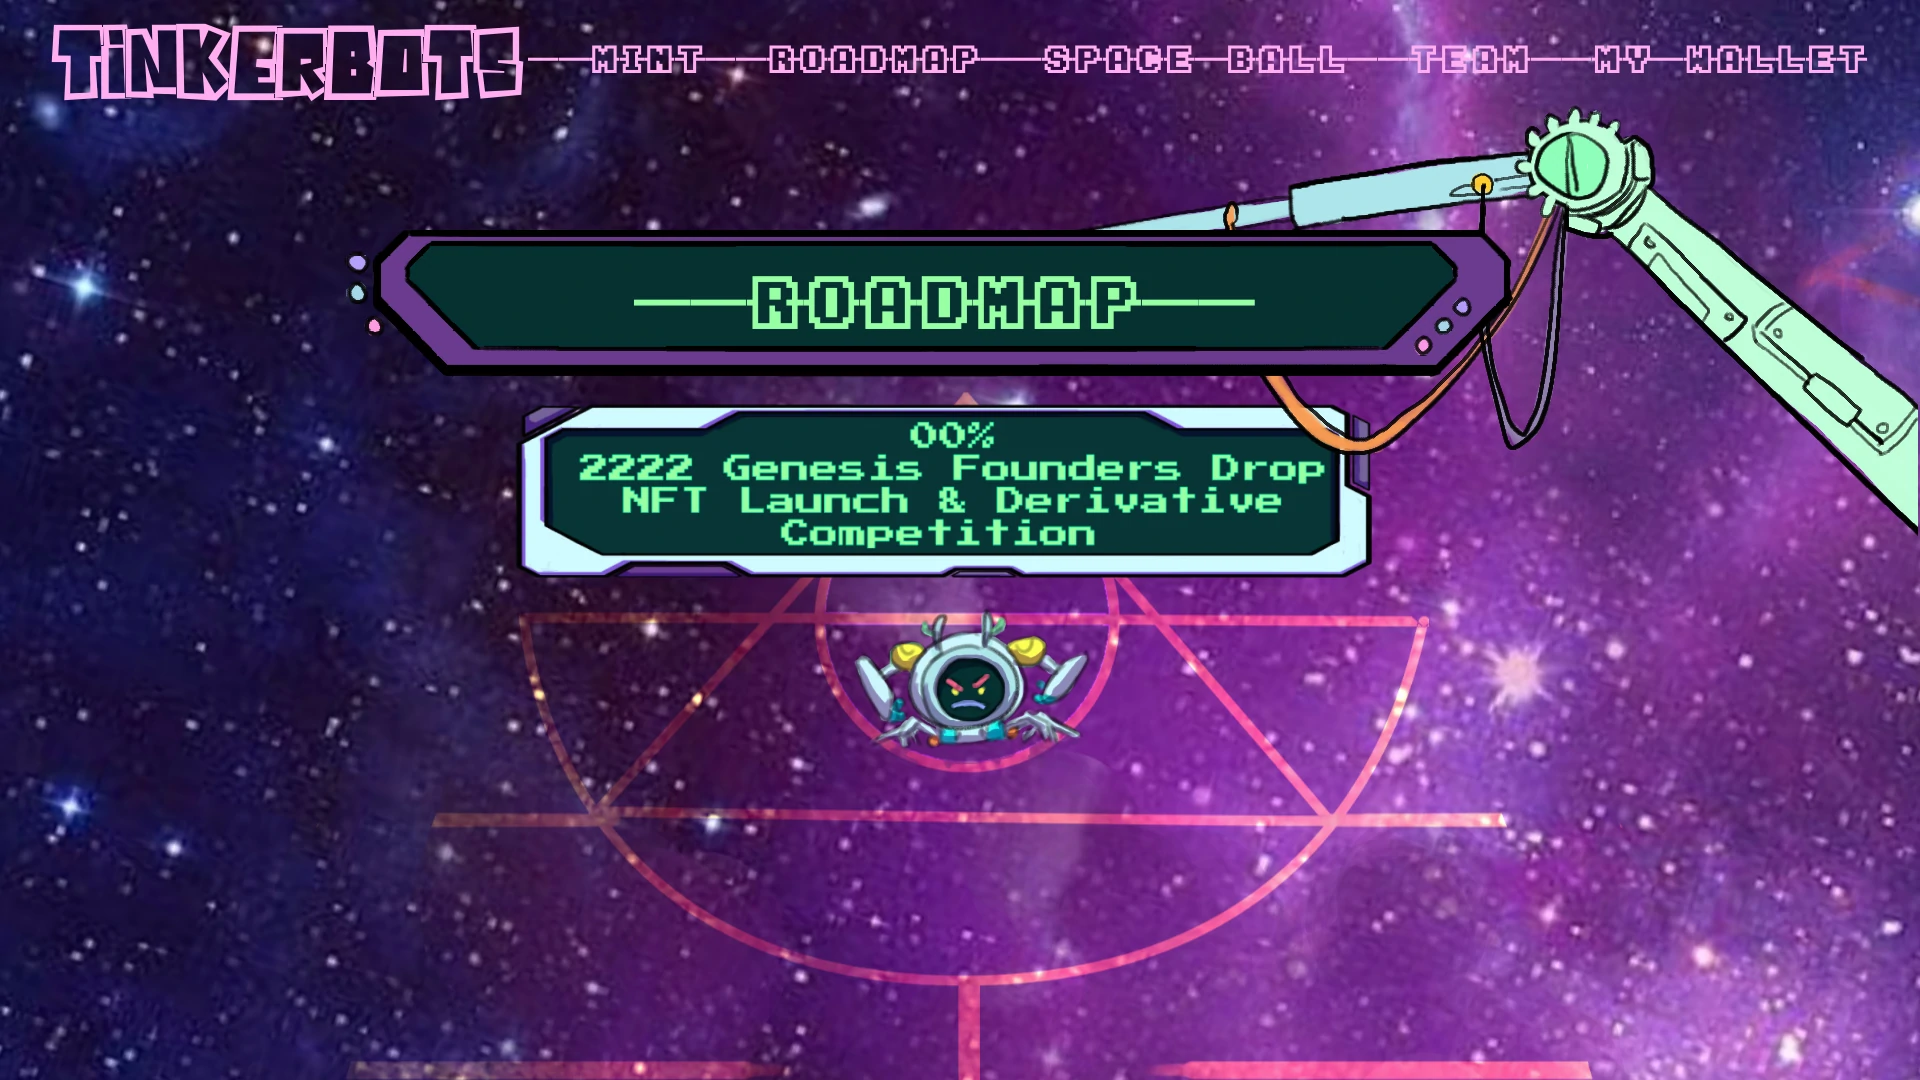 TiNKERBOTS
MINT ROADMAP SPACE BALL TEAM MY WALLET
ROADMAP
00%
2222 Genesis Founders Drop
NFT Launch & Derivative
Competition